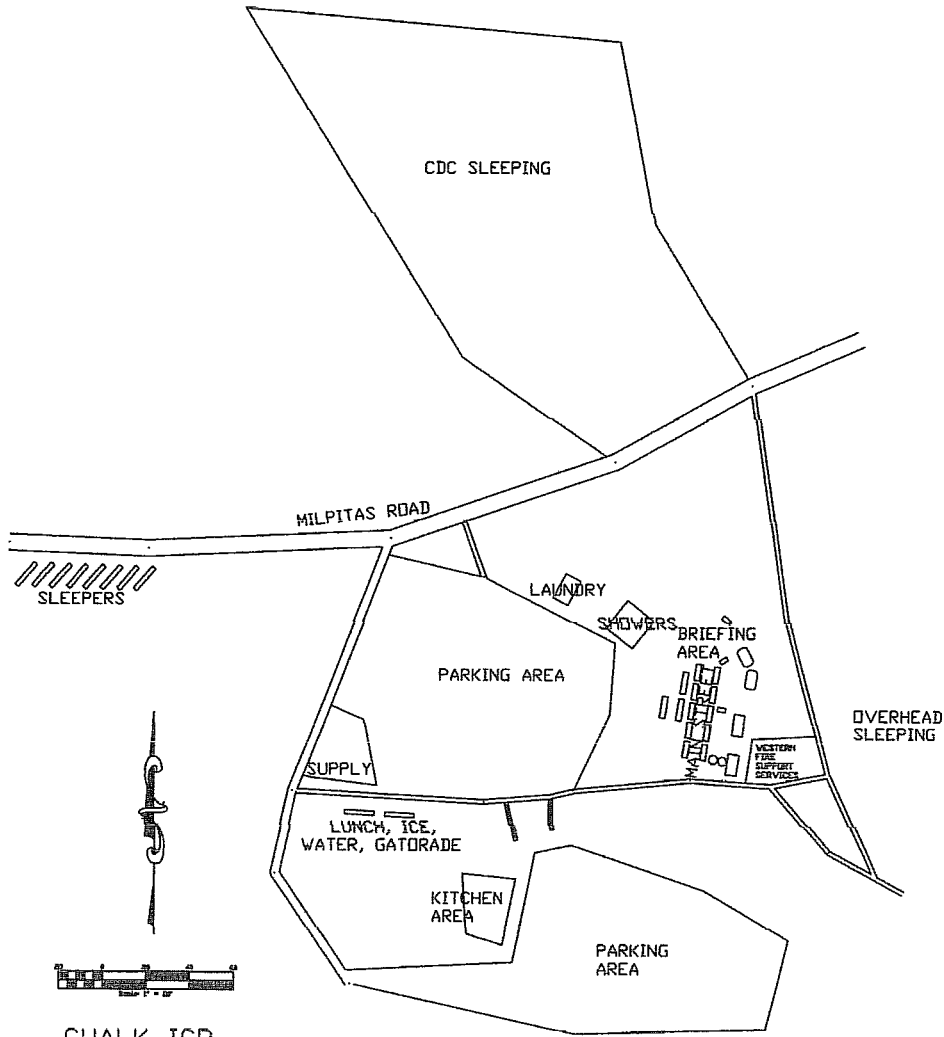 CDC SLEEPING
MILPITAS ROAD
SLEEPERS
LAUNDRY
SHOWERS
BRIEFING
AREA
PARKING AREA
MAIN STREET
OVERHEAD
SLEEPING
WESTERN
FIRE
SUPPORT
SERVICES
SUPPLY
LUNCH, ICE,
WATER, GATORADE
KITCHEN
AREA
PARKING
AREA